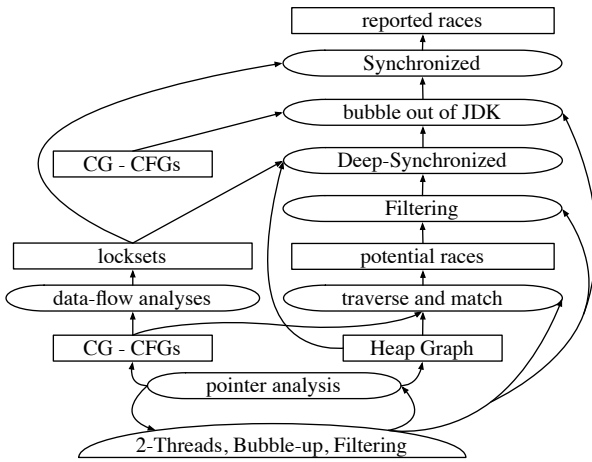 reported races
Synchronized
bubble out of JDK
CG - CFGs
Deep-Synchronized
Filtering
locksets
potential races
data-flow analyses
traverse and match
CG - CFGs
Heap Graph
pointer analysis
2-Threads, Bubble-up, Filtering